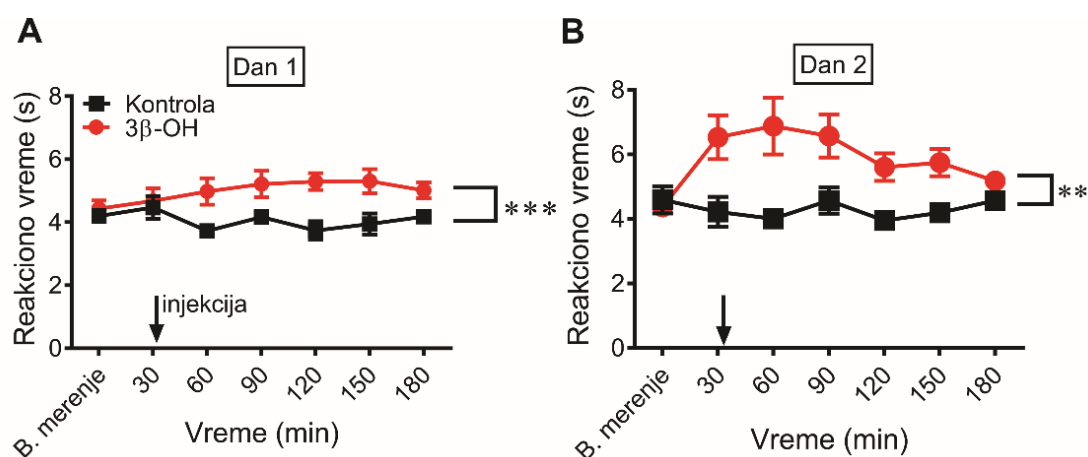 A
Dan 1
Reakciono vreme (s)
8
6
4
2
0
Kontrola
3β-OH
***
injekcija
B. merenje 30 60 90 120 150 180
Vreme (min)
B
Dan 2
Reakciono vreme (s)
8
6
4
2
0
**
B. merenje 30 60 90 120 150 180
Vreme (min)